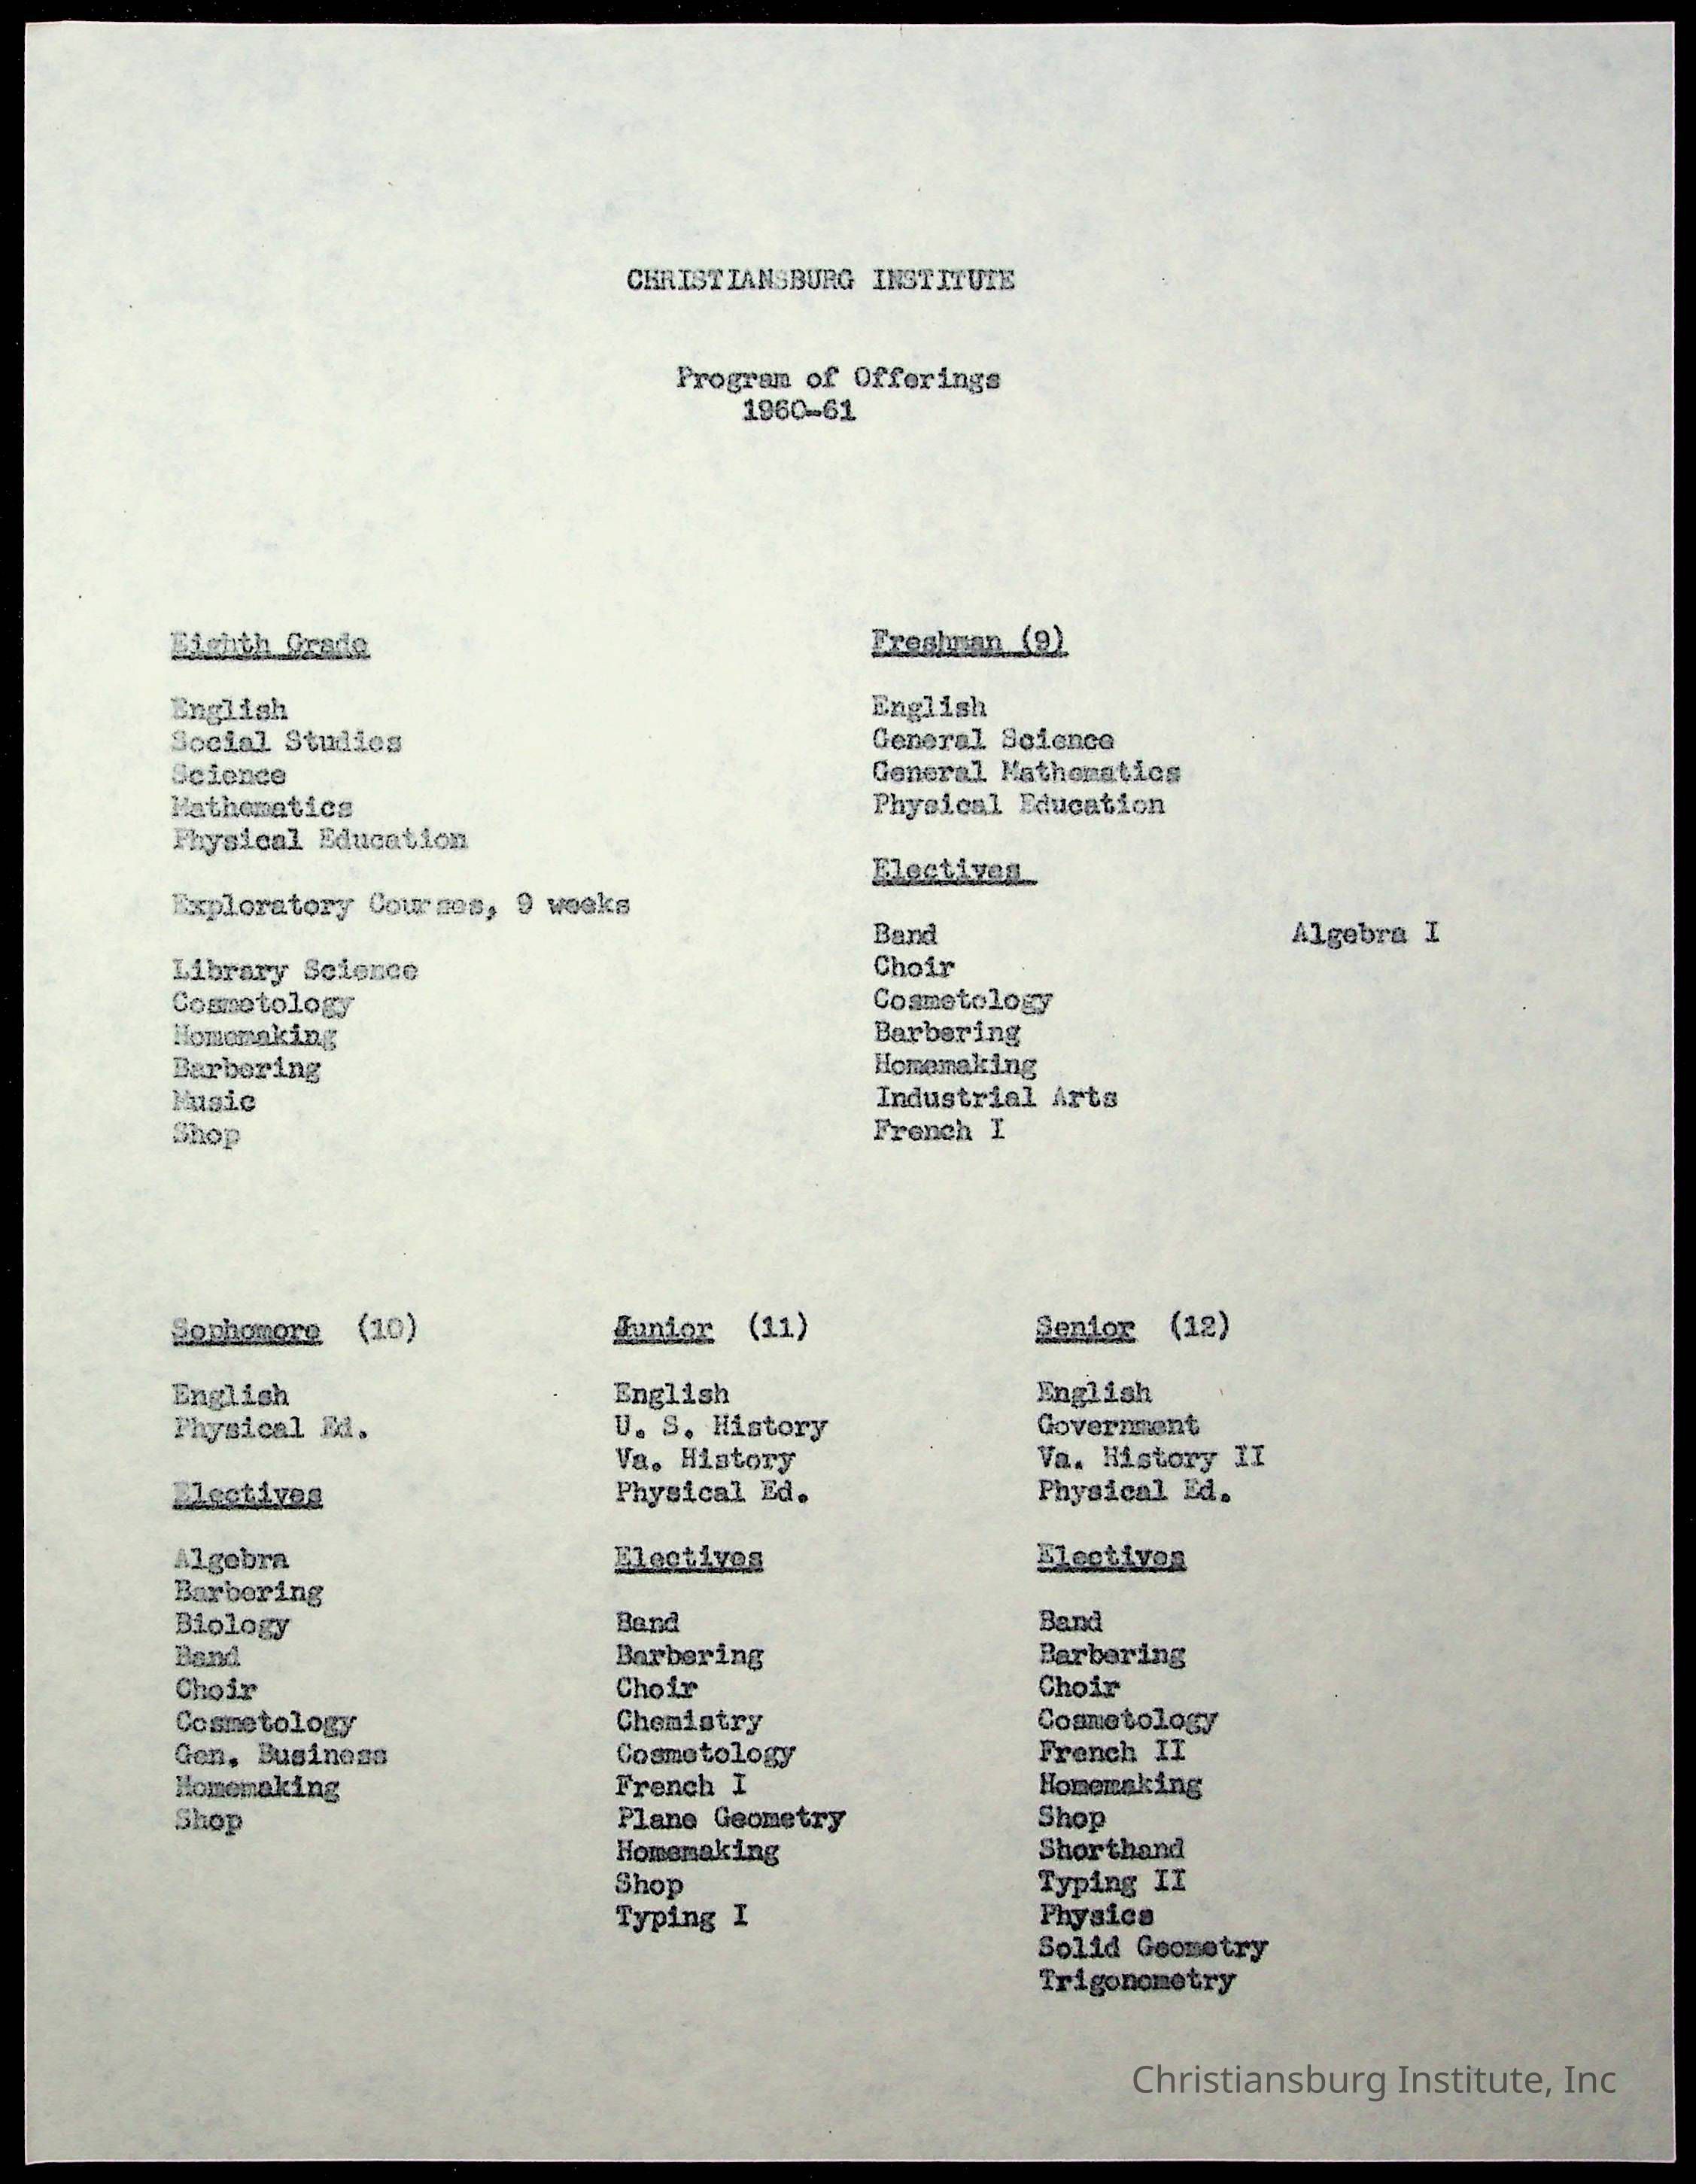 CHRISTIANSBURG INSTITUTE
Program of Offerings
1960-61
Eighth Grade
English
Social Studies
Science
Mathematics
Physical Education
Exploratory Courses, 9 weeks
Library Science
Cosmetology
Homemaking
Barbering
Music
Shop
Freshman (9)
English
General Science
General Mathematics
Physical Education
Electives
Band
Algebra I
Choir
Cosmetology
Barbering
Homemaking
Industrial Arts
French I
Sophomore (10)
English
Physical Ed.
Electives
Algebra
Barbering
Biology
Band
Choir
Cosmetology
Gen. Business
Homemaking
Shop
Junior (11)
English
U. S. History
Va. History
Physical Ed.
Electives
Band
Barbering
Choir
Chemistry
Cosmetology
French I
Plane Geometry
Homemaking
Shop
Typing I
Senior (12)
English
Government
Va. History II
Physical Ed.
Electives
Band
Barbering
Choir
Cosmetology
French II
Homemaking
Shop
Shorthand
Typing II
Physics
Solid Geometry
Trigonometry
Christiansburg Institute, Inc